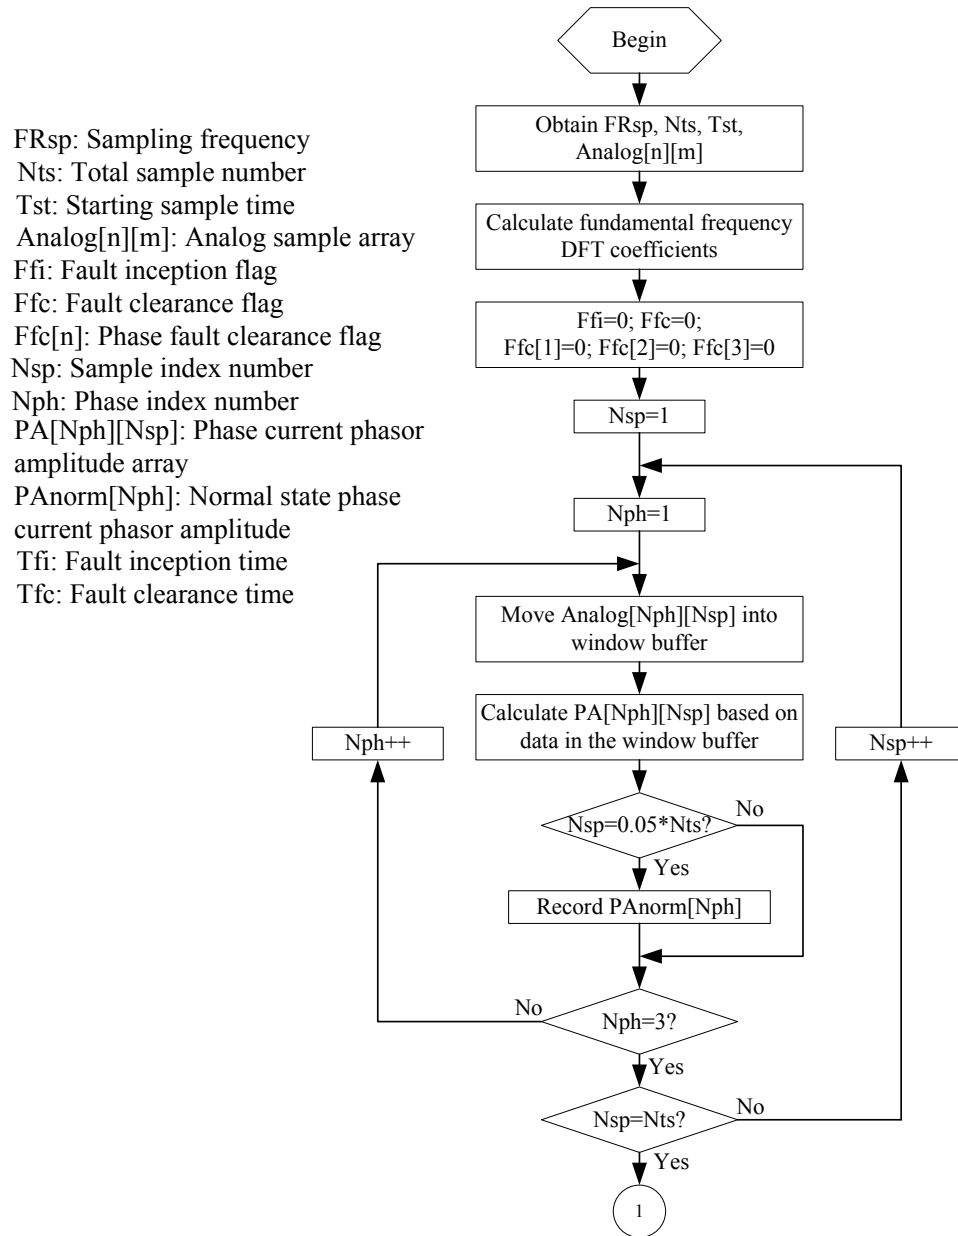 Begin
FRsp: Sampling frequency
Nts: Total sample number
Tst: Starting sample time
Analog[n][m]: Analog sample array
Ffi: Fault inception flag
Ffc: Fault clearance flag
Ffc[n]: Phase fault clearance flag
Nsp: Sample index number
Nph: Phase index number
PA[Nph][Nsp]: Phase current phasor
amplitude array
PAnorm[Nph]: Normal state phase
current phasor amplitude
Tfi: Fault inception time
Tfc: Fault clearance time
Obtain FRsp, Nts, Tst,
Analog[n][m]
Calculate fundamental frequency
DFT coefficients
Ffi=0; Ffc=0;
Ffc[1]=0; Ffc[2]=0; Ffc[3]=0
Nsp=1
Nph=1
Move Analog[Nph][Nsp] into
window buffer
Calculate PA[Nph][Nsp] based on
data in the window buffer
Nph++
Nsp++
Nsp=0.05*Nts?
No
Yes
Record PAnorm[Nph]
No
Nph=3?
Yes
Nsp=Nts?
No
Yes
1